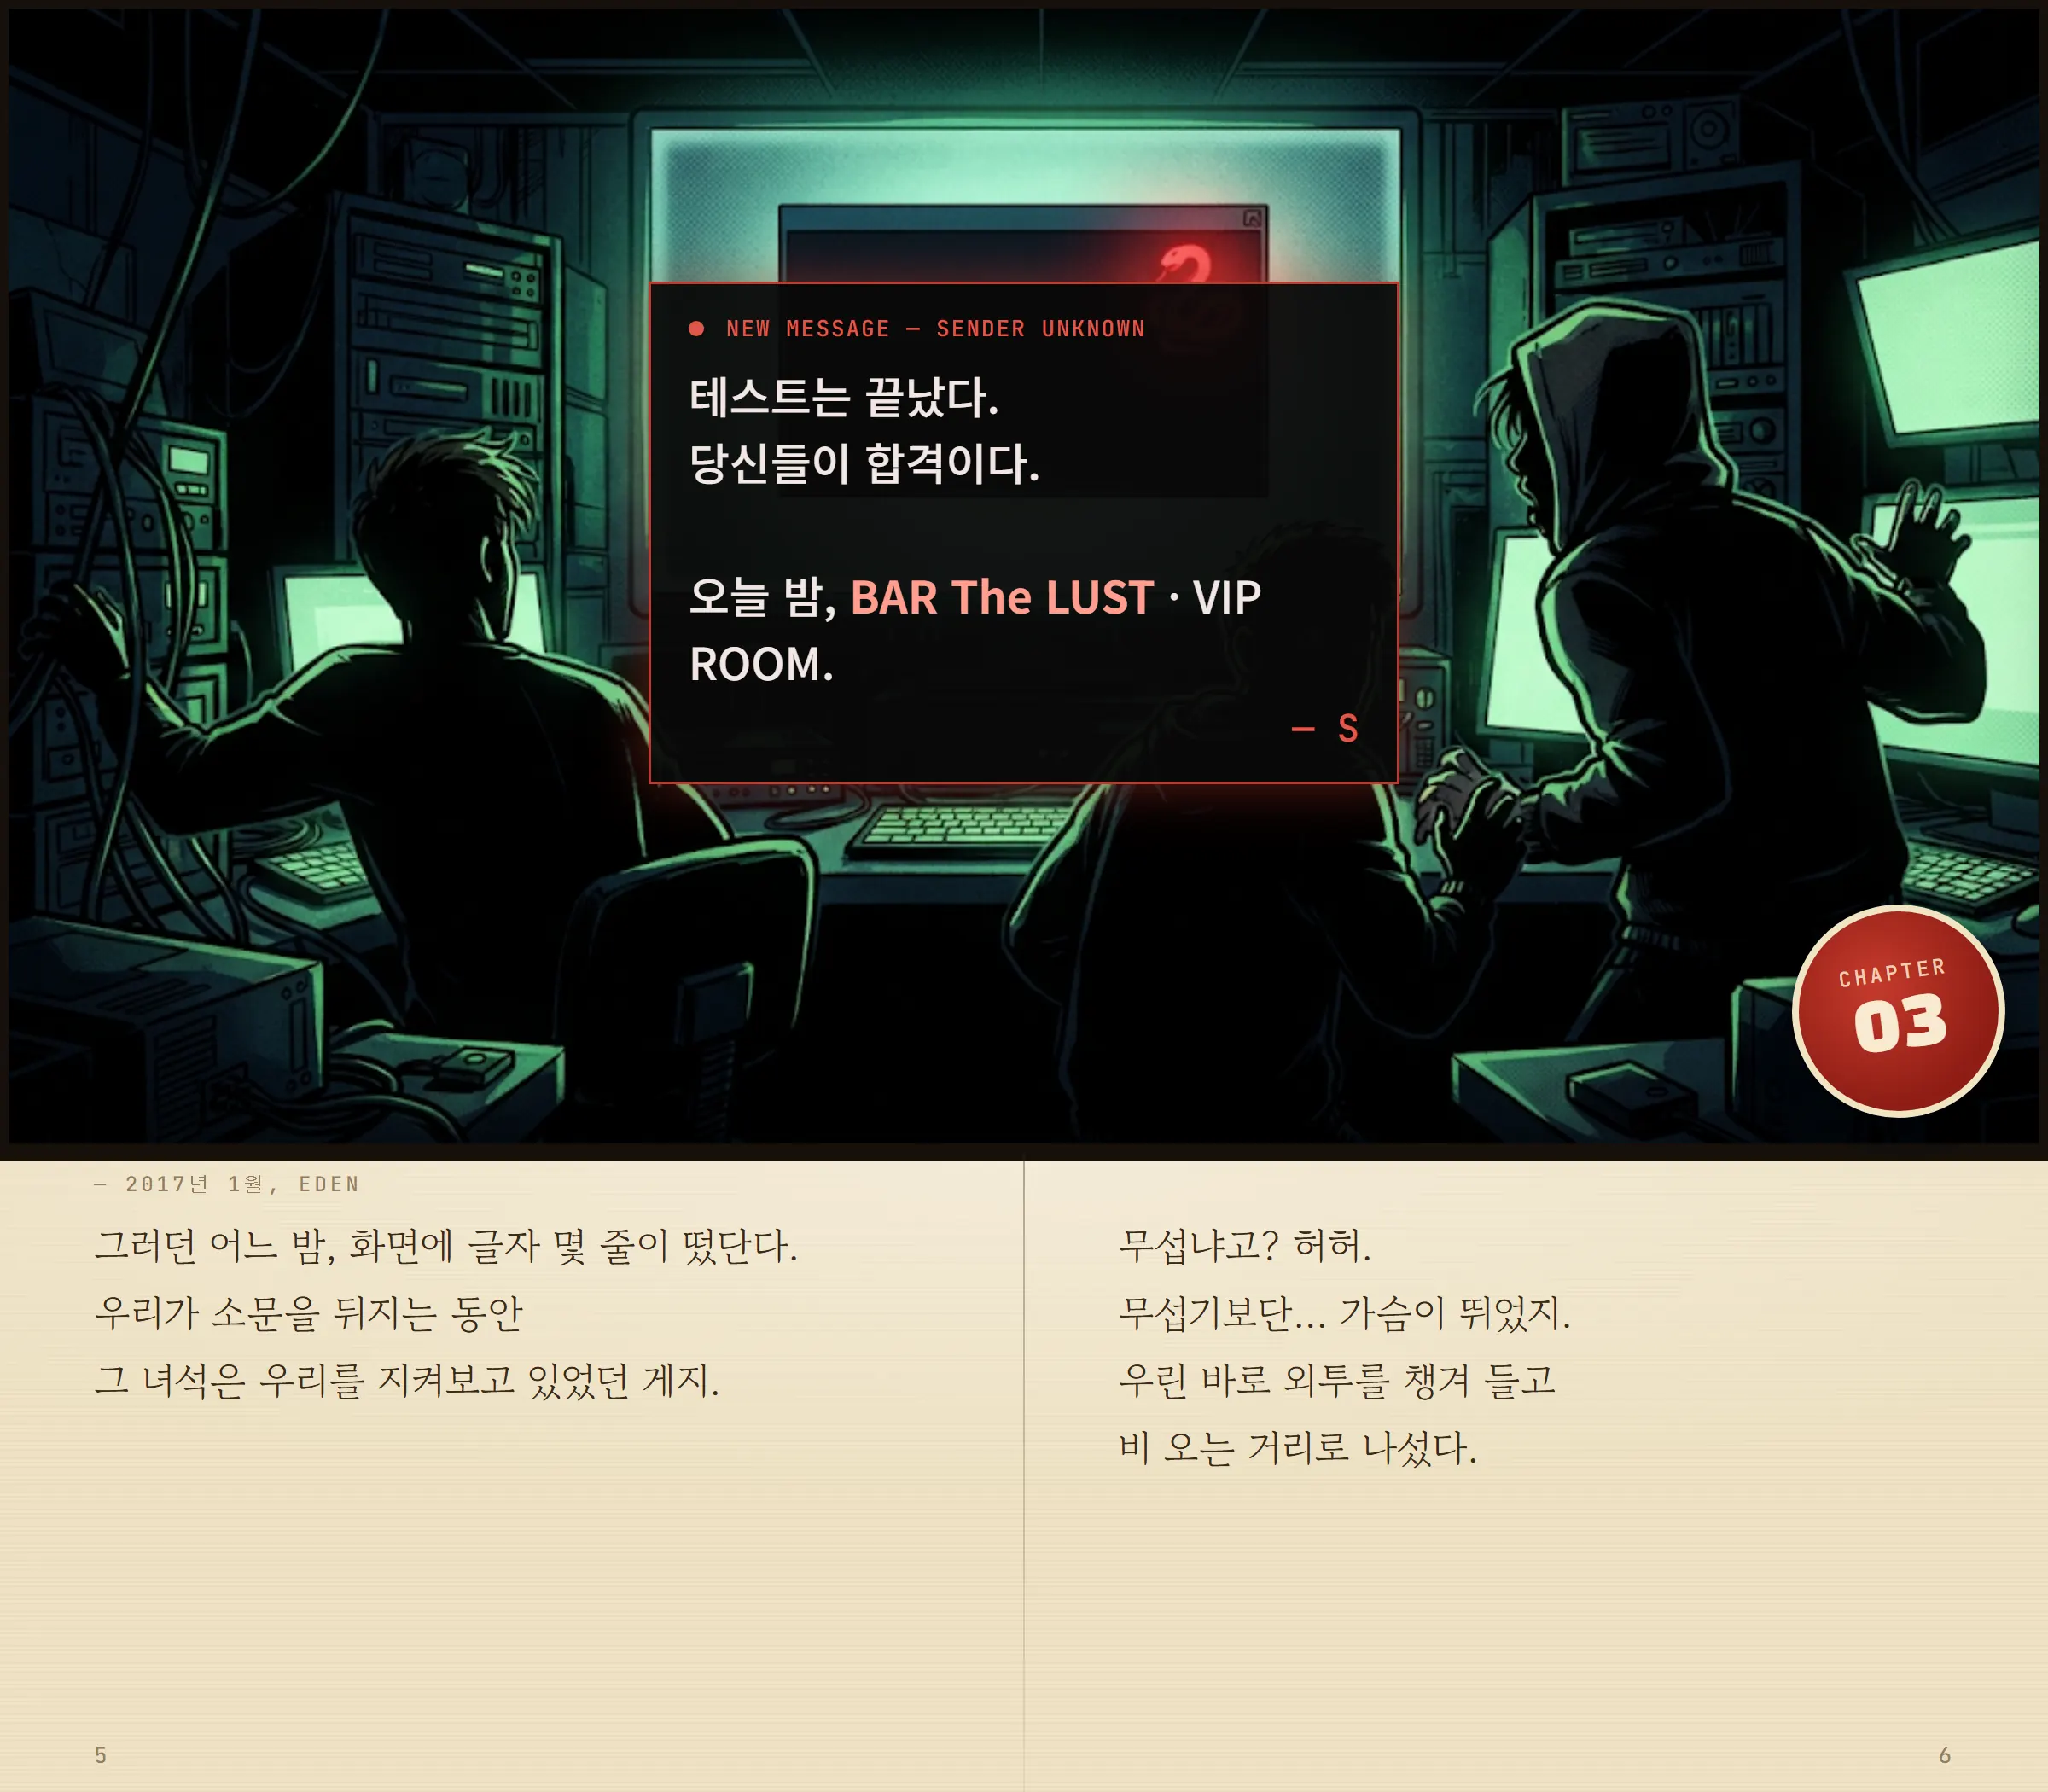 NEW MESSAGE — SENDER UNKNOWN
테스트는 끝났다.
당신들이 합격이다.
오늘 밤, BAR The LUST · VIP
ROOM.
— S
CHAPTER
03
— 2017년 1월, EDEN
그러던 어느 밤, 화면에 글자 몇 줄이 떴단다.
우리가 소문을 뒤지는 동안
그 녀석은 우리를 지켜보고 있었던 게지.
무섭냐고? 허허.
무섭기보단... 가슴이 뛰었지.
우린 바로 외투를 챙겨 들고
비 오는 거리로 나섰다.
5
6